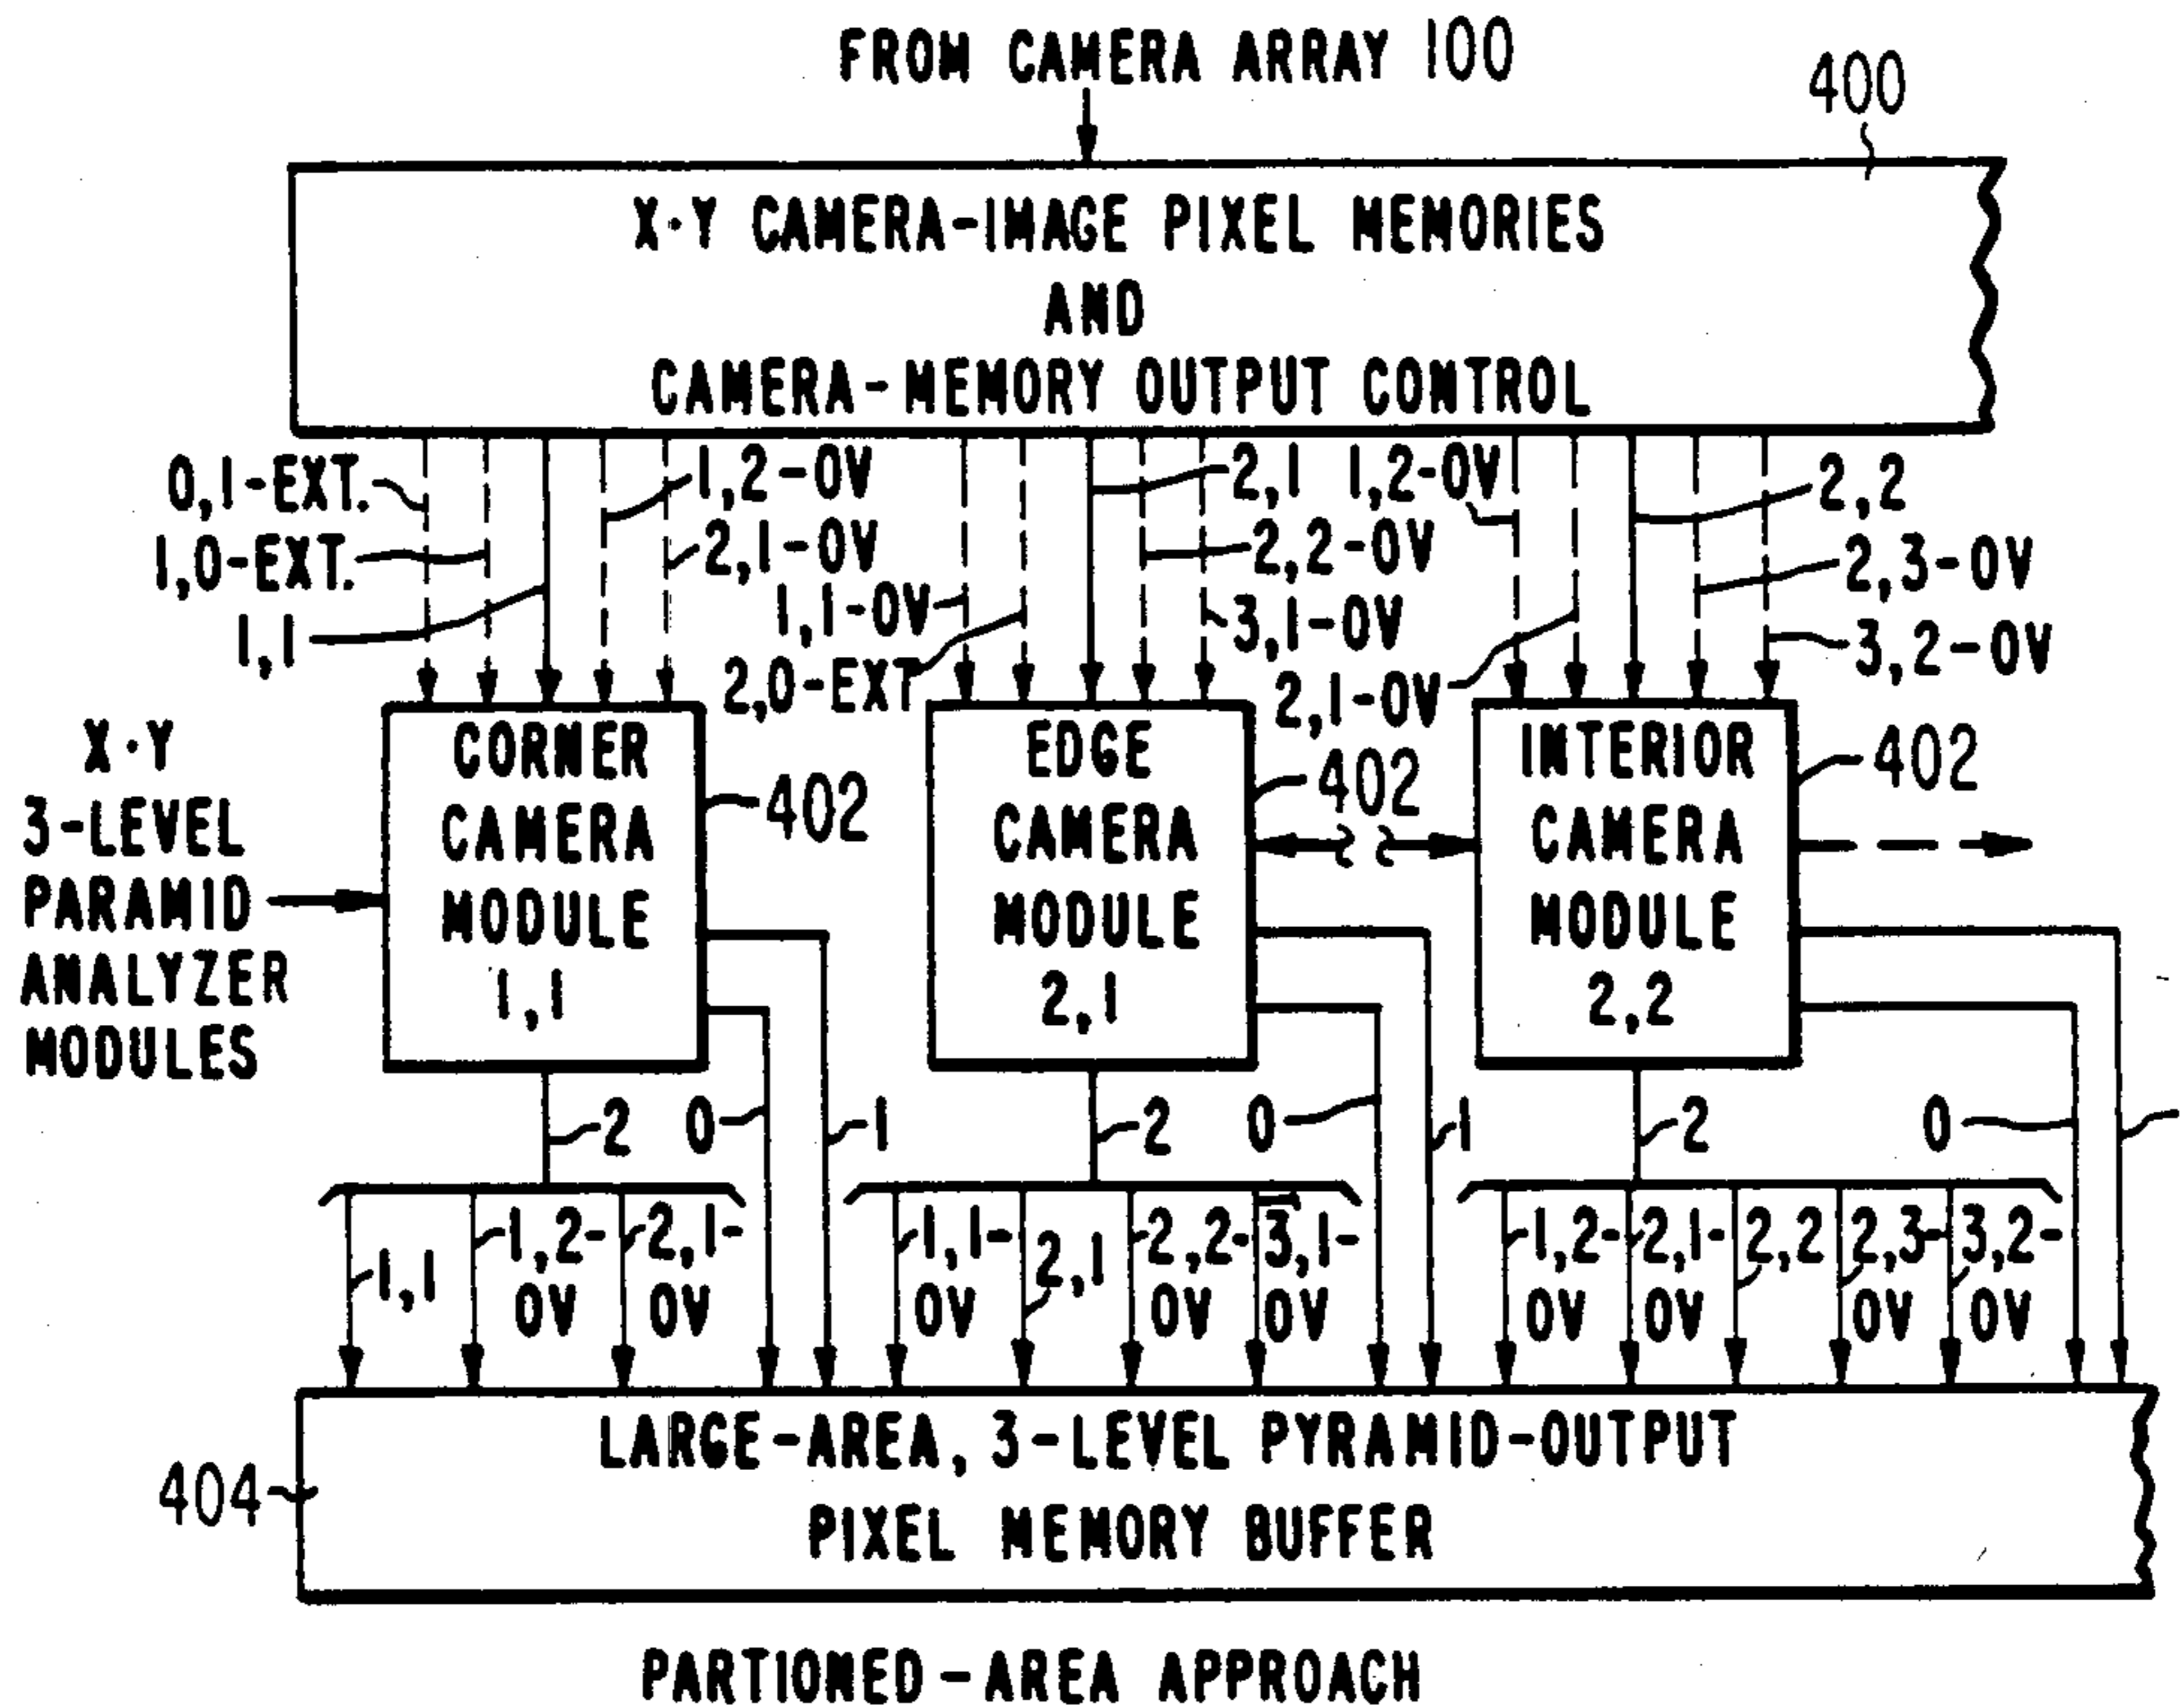 FROM CAMERA ARRAY 100
400
X·Y CAMERA-IMAGE PIXEL MEMORIES
AND
CAMERA-MEMORY OUTPUT CONTROL
0,1-EXT.
1,0-EXT.
1,1
1,2-OV
2,1-OV
1,1-OV
2,0-EXT
2,1
2,2-OV
3,1-OV
1,2-OV
2,1-OV
2,2
2,3-OV
3,2-OV
X·Y
3-LEVEL
PARAMID
ANALYZER
MODULES
CORNER
CAMERA
MODULE
1,1
402
EDGE
CAMERA
MODULE
2,1
402
INTERIOR
CAMERA
MODULE
2,2
402
2
0
1
2
0
1
2
0
1,1
1,2-
OV
2,1-
OV
1,1-
OV
2,1
2,2-
OV
3,1-
OV
1,2-
OV
2,1-
OV
2,2
2,3-
OV
3,2-
OV
LARGE-AREA, 3-LEVEL PYRAMID-OUTPUT
PIXEL MEMORY BUFFER
404
PARTIONED-AREA APPROACH